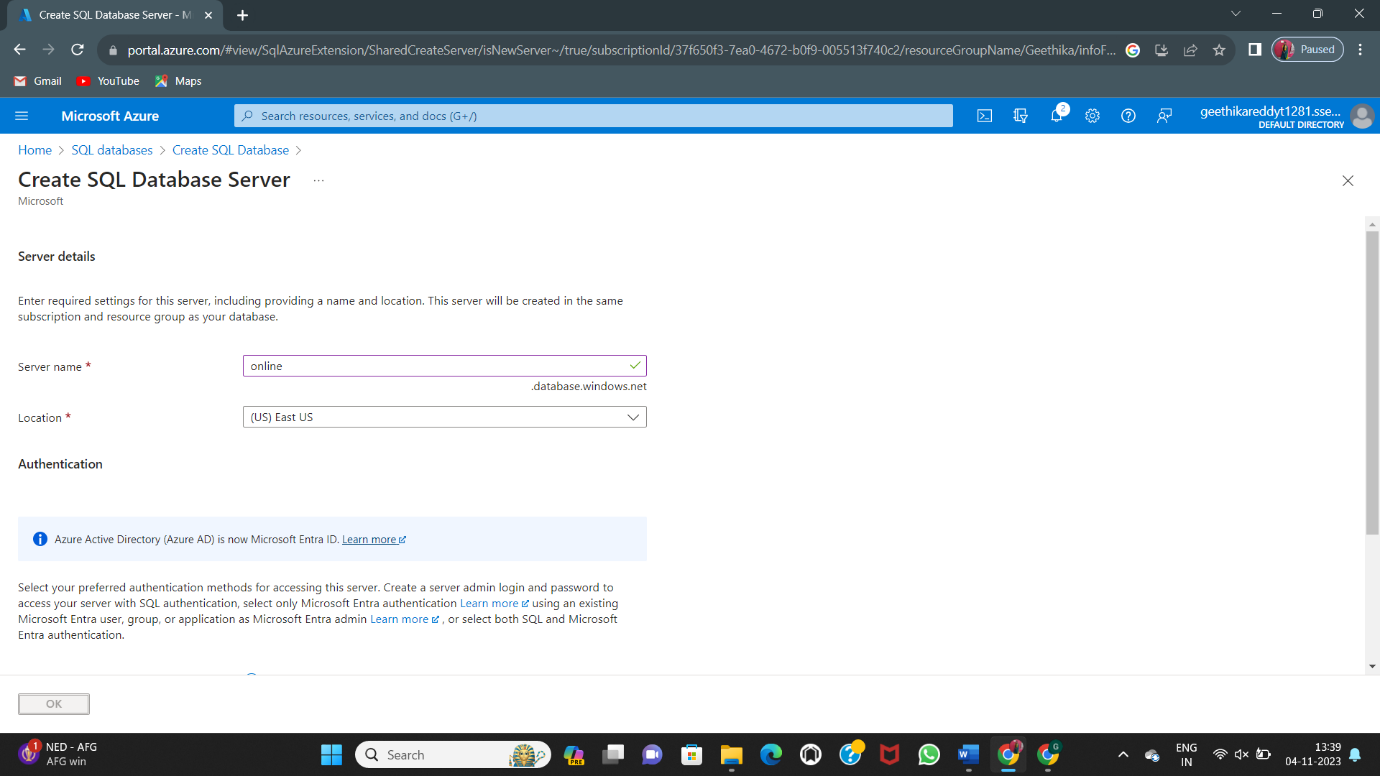 Create SQL Database Server - M
portal.azure.com/#view/SqlAzureExtension/SharedCreateServer/isNewServer~/true/subscriptionId/37f650f3-7ea0-4672-b0f9-005513f740c2/resourceGroupName/Geethika/infoF... Paused
Gmail YouTube Maps
Microsoft Azure Search resources, services, and docs (G+/) 2 geethikareddyt1281.sse...
DEFAULT DIRECTORY
Home > SQL databases > Create SQL Database >
Create SQL Database Server ...
Microsoft
Server details
Enter required settings for this server, including providing a name and location. This server will be created in the same
subscription and resource group as your database.
Server name * online
.database.windows.net
Location * (US) East US
Authentication
Azure Active Directory (Azure AD) is now Microsoft Entra ID. Learn more
Select your preferred authentication methods for accessing this server. Create a server admin login and password to
access your server with SQL authentication, select only Microsoft Entra authentication Learn more using an existing
Microsoft Entra user, group, or application as Microsoft Entra admin Learn more , or select both SQL and Microsoft
Entra authentication.
OK
1 NED - AFG
AFG win
Search
PRE
W
G
ENG
IN
13:39
04-11-2023